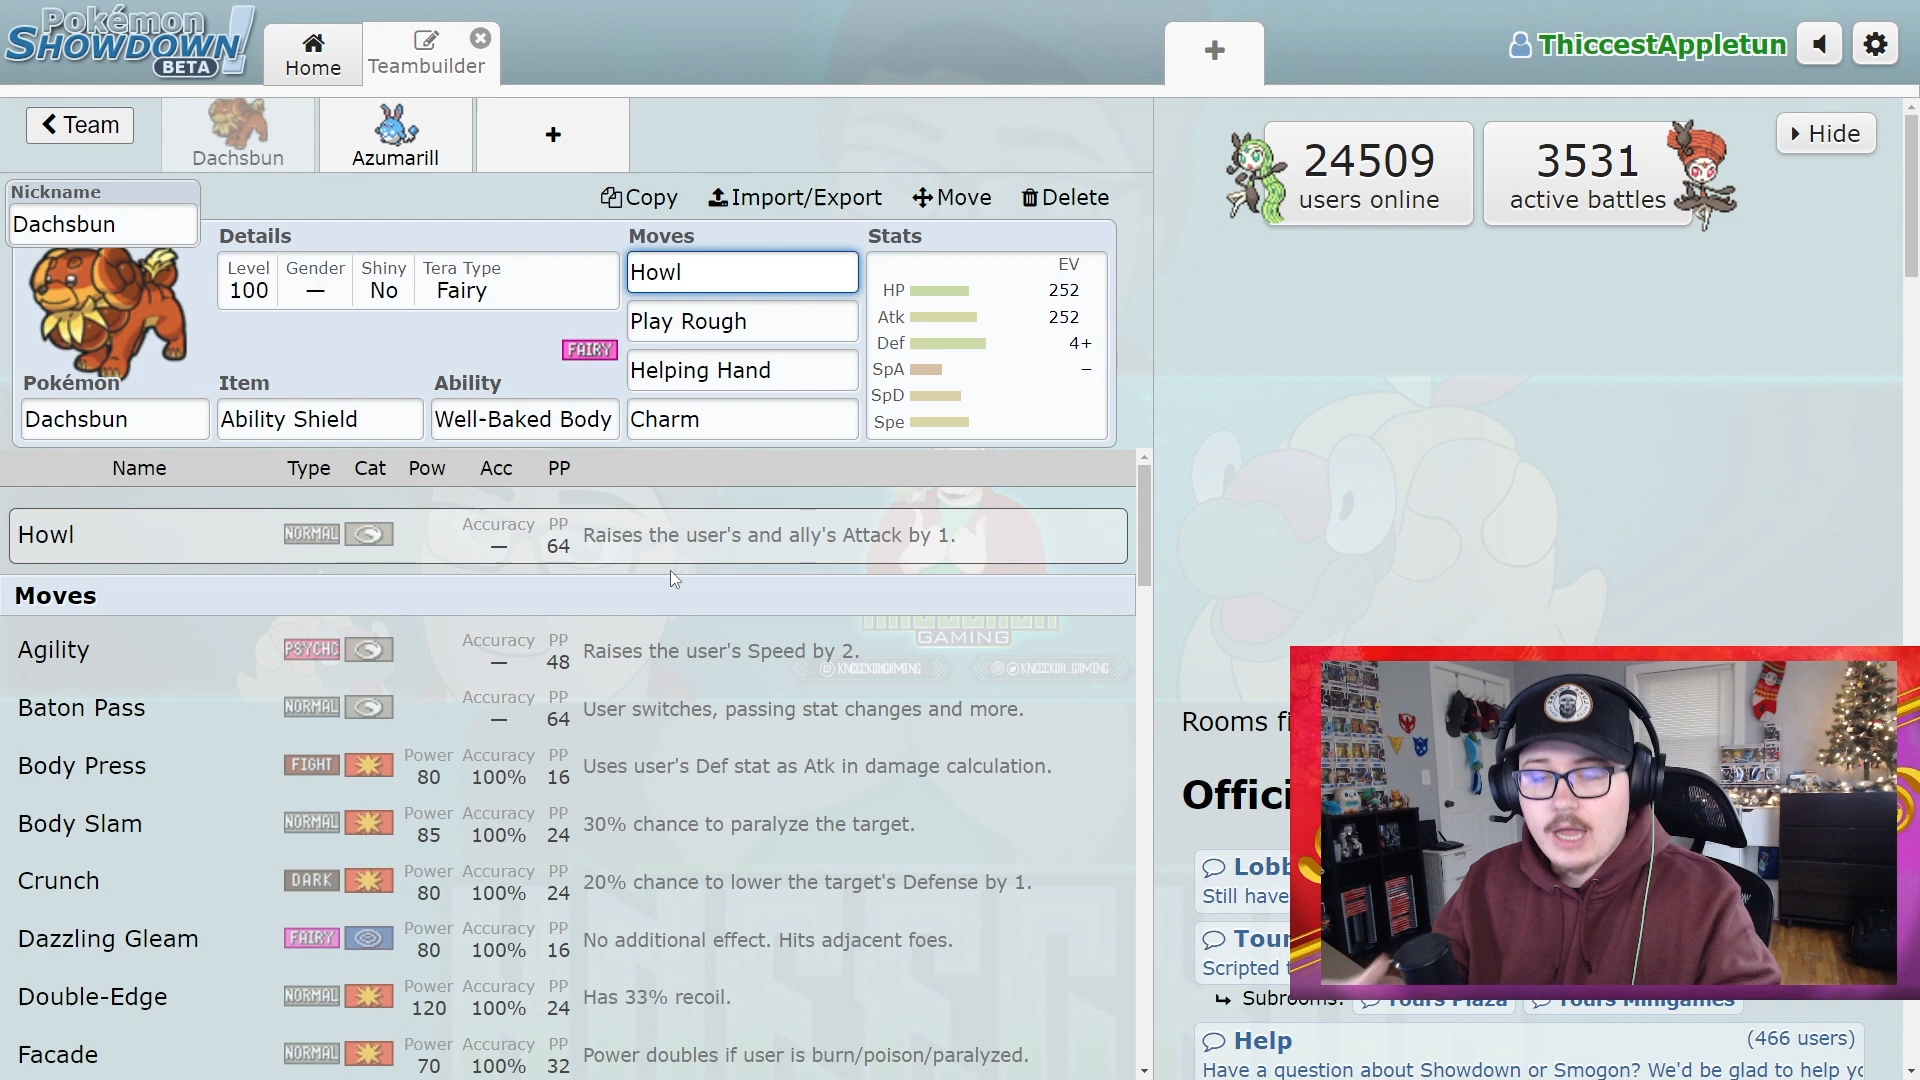 Pokémon
SHOWDOWN!
BETA
Home
Teambuilder
+
ThiccestAppletun
Team
Dachsbun
Azumarill
+
24509
users online
3531
active battles
Hide
Nickname
Dachsbun
Copy
Import/Export
Move
Delete
Details
Level
100
Gender
—
Shiny
No
Tera Type
Fairy
FAIRY
Pokémon
Dachsbun
Item
Ability Shield
Ability
Well-Baked Body
Moves
Howl
Play Rough
Helping Hand
Charm
Stats
EV
HP 252
Atk 252
Def 4+
SpA −
SpD
Spe
Name Type Cat Pow Acc PP
Howl NORMAL Accuracy — PP 64 Raises the user's and ally's Attack by 1.
Moves
Agility PSYCHC Accuracy — PP 48 Raises the user's Speed by 2.
Baton Pass NORMAL Accuracy — PP 64 User switches, passing stat changes and more.
Body Press FIGHT Power 80 Accuracy 100% PP 16 Uses user's Def stat as Atk in damage calculation.
Body Slam NORMAL Power 85 Accuracy 100% PP 24 30% chance to paralyze the target.
Crunch DARK Power 80 Accuracy 100% PP 24 20% chance to lower the target's Defense by 1.
Dazzling Gleam FAIRY Power 80 Accuracy 100% PP 16 No additional effect. Hits adjacent foes.
Double-Edge NORMAL Power 120 Accuracy 100% PP 24 Has 33% recoil.
Facade NORMAL Power 70 Accuracy 100% PP 32 Power doubles if user is burn/poison/paralyzed.
GAMING
Rooms fi
Offici
Lobb
Still have
Tour
Scripted t
Subrooms: Tours Plaza Tours Minigames
Help (466 users)
Have a question about Showdown or Smogon? We'd be glad to help yo